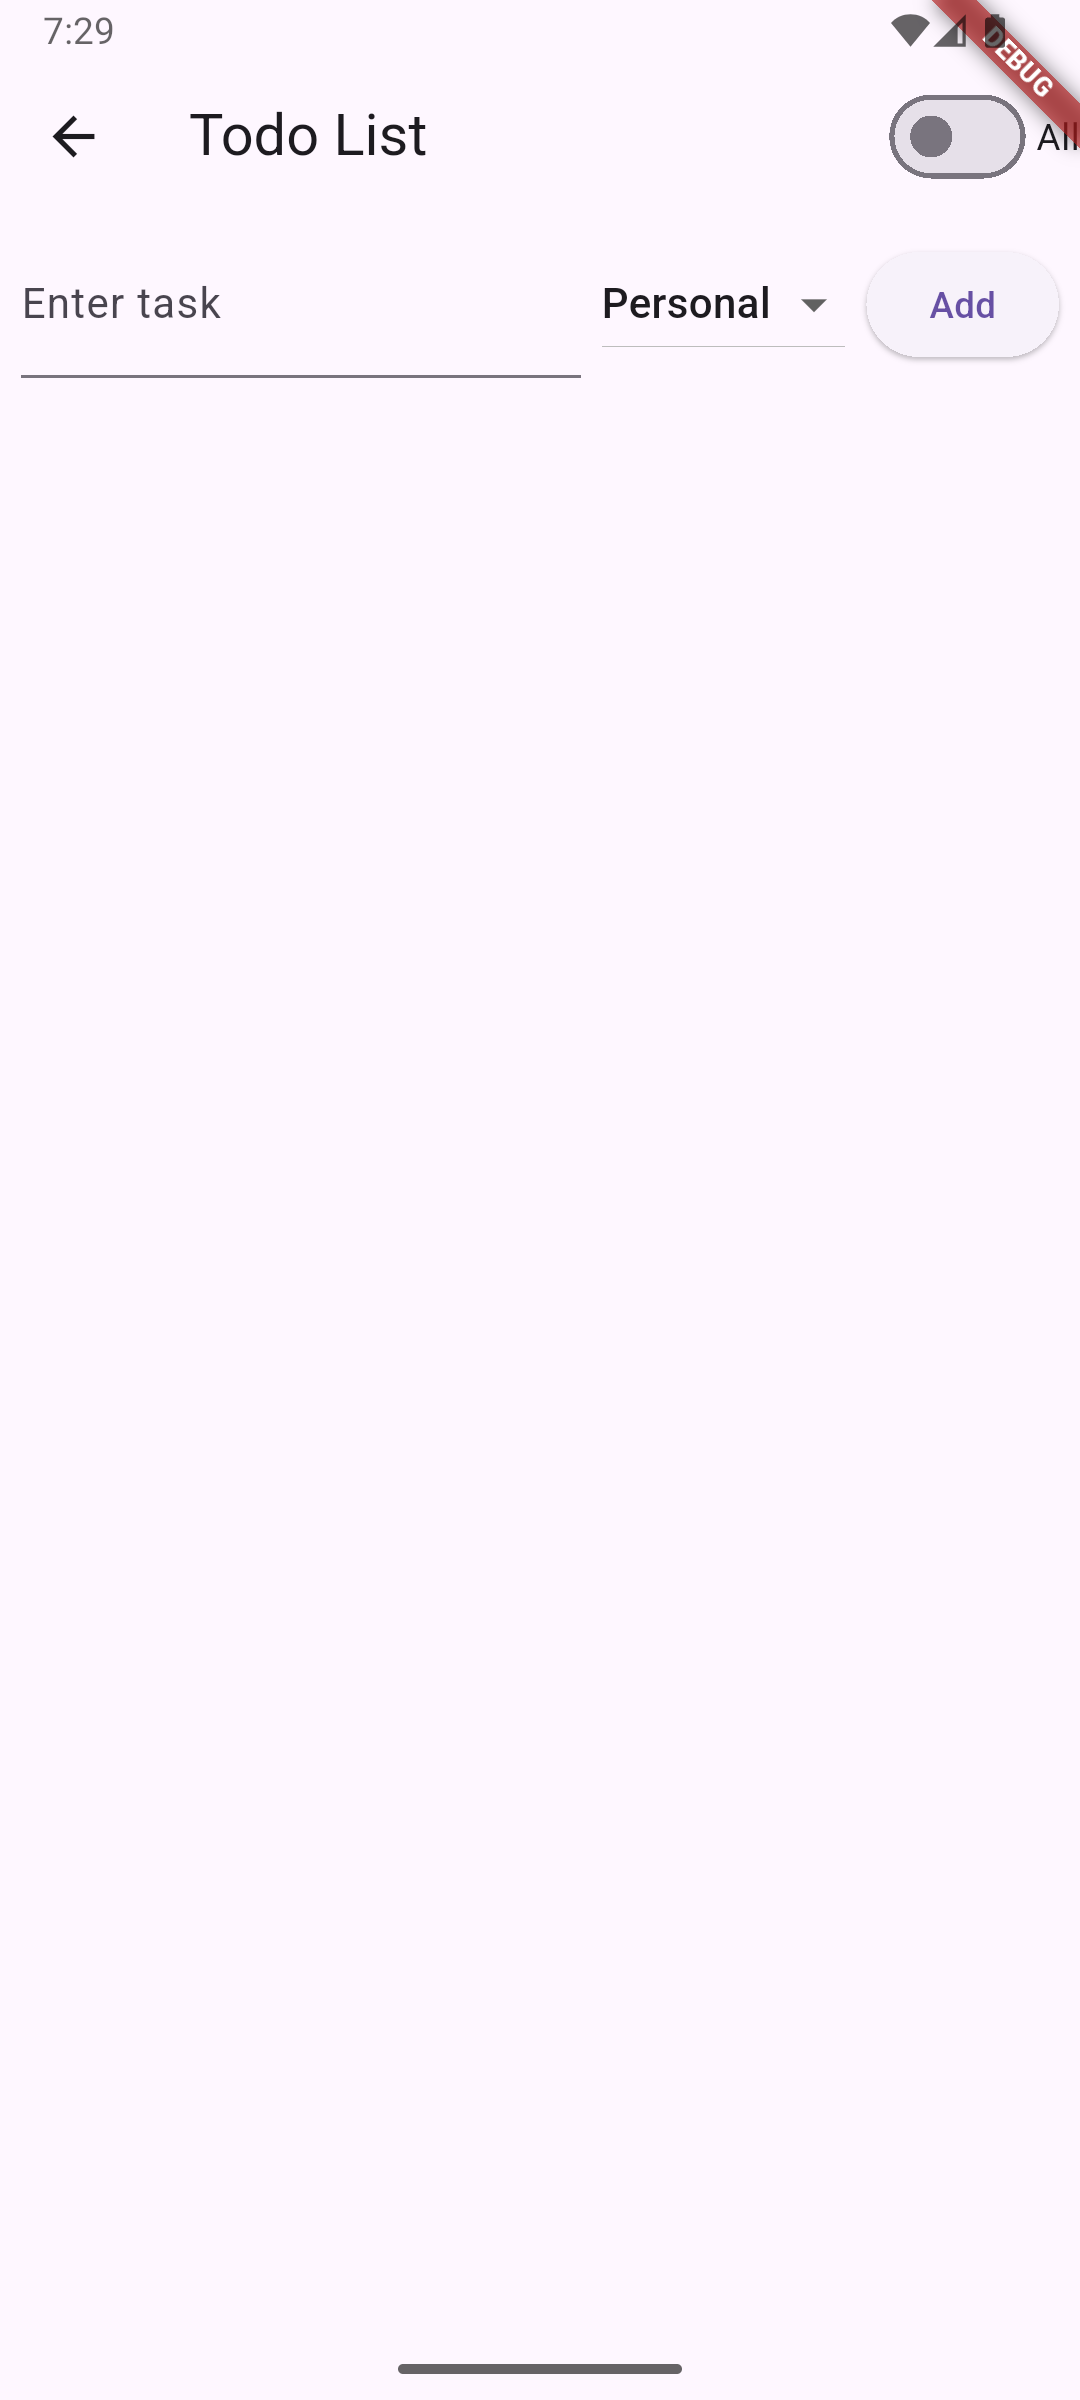 7:29
DEBUG
Todo List
All
Enter task
Personal
Add